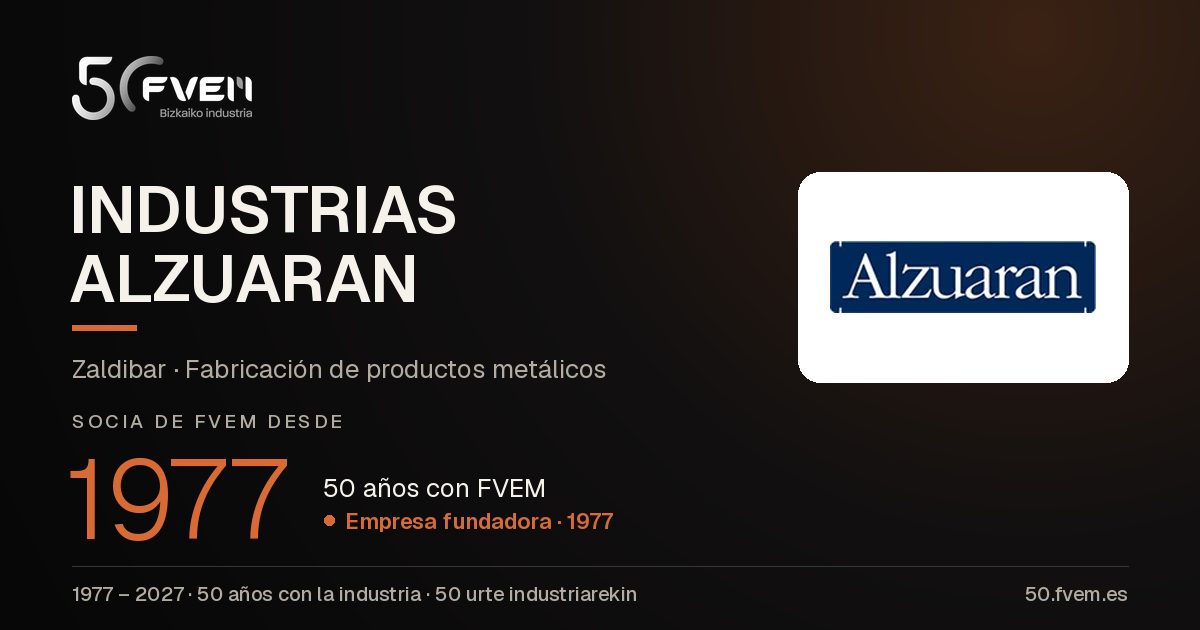 50 FVEM
Bizkaiko industria
INDUSTRIAS
ALZUARAN
Alzuaran
Zaldibar · Fabricación de productos metálicos
SOCIA DE FVEM DESDE
1977
50 años con FVEM
Empresa fundadora · 1977
1977 – 2027 · 50 años con la industria · 50 urte industriarekin
50.fvem.es